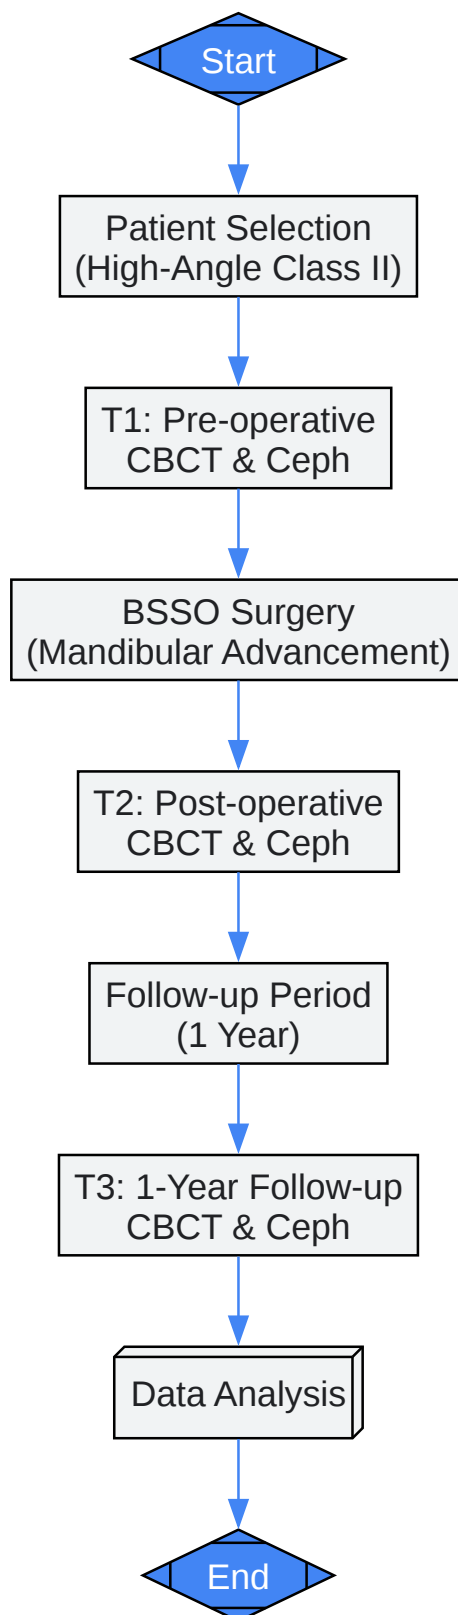 Start
Patient Selection
(High-Angle Class II)
T1: Pre-operative
CBCT & Ceph
BSSO Surgery
(Mandibular Advancement)
T2: Post-operative
CBCT & Ceph
Follow-up Period
(1 Year)
T3: 1-Year Follow-up
CBCT & Ceph
Data Analysis
End